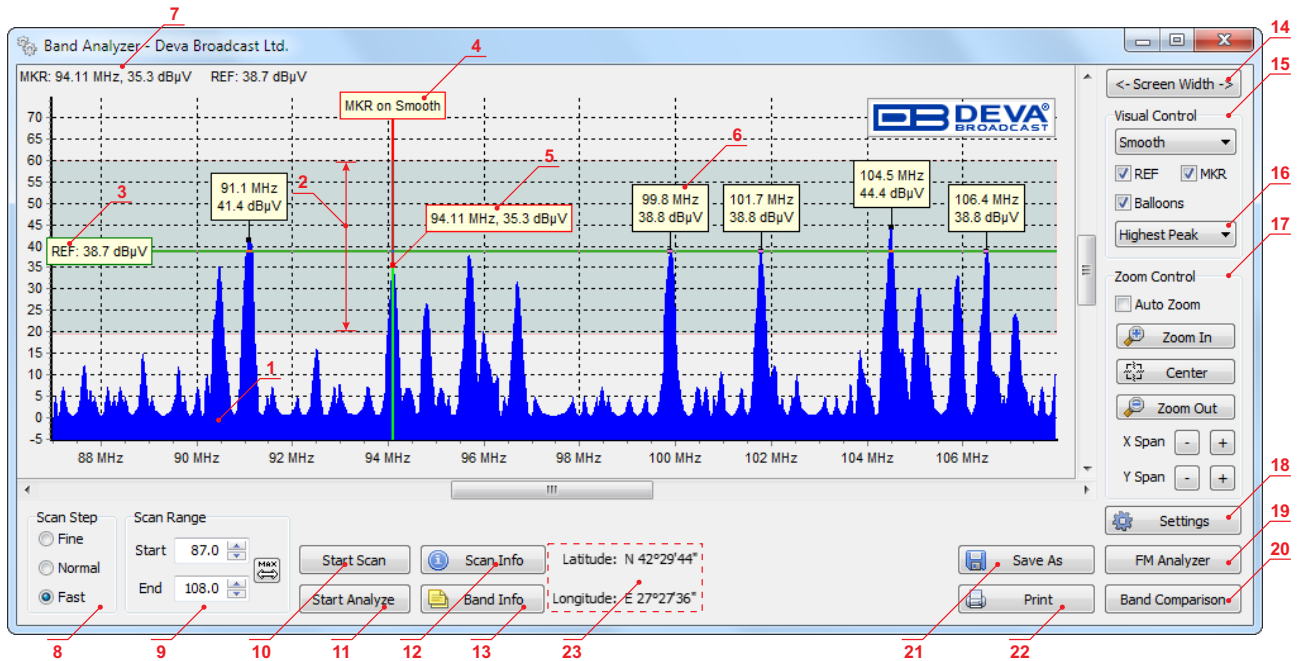 7
Band Analyzer - Deva Broadcast Ltd.
14
MKR: 94.11 MHz, 35.3 dBµV REF: 38.7 dBµV
4
15
<- Screen Width ->
MKR on Smooth
DEVA®
BROADCAST
Visual Control
Smooth
REF MKR
Balloons
16
Highest Peak
17
70
65
60
55
50
45
40
35
30
25
20
15
10
5
0
-5
3
REF: 38.7 dBµV
91.1 MHz
41.4 dBµV
2
5
94.11 MHz, 35.3 dBµV
6
99.8 MHz
38.8 dBµV
101.7 MHz
38.8 dBµV
104.5 MHz
44.4 dBµV
106.4 MHz
38.8 dBµV
1
Zoom Control
Auto Zoom
Zoom In
Center
Zoom Out
X Span - +
Y Span - +
88 MHz 90 MHz 92 MHz 94 MHz 96 MHz 98 MHz 100 MHz 102 MHz 104 MHz 106 MHz
18
Settings
19
Scan Step
Fine
Normal
Fast
Scan Range
Start 87.0
End 108.0
MAX
Start Scan
Start Analyze
Scan Info
Band Info
Latitude: N 42°29'44"
Longitude: E 27°27'36"
Save As
Print
FM Analyzer
20
Band Comparison
8 9 10 11 12 13 23 21 22